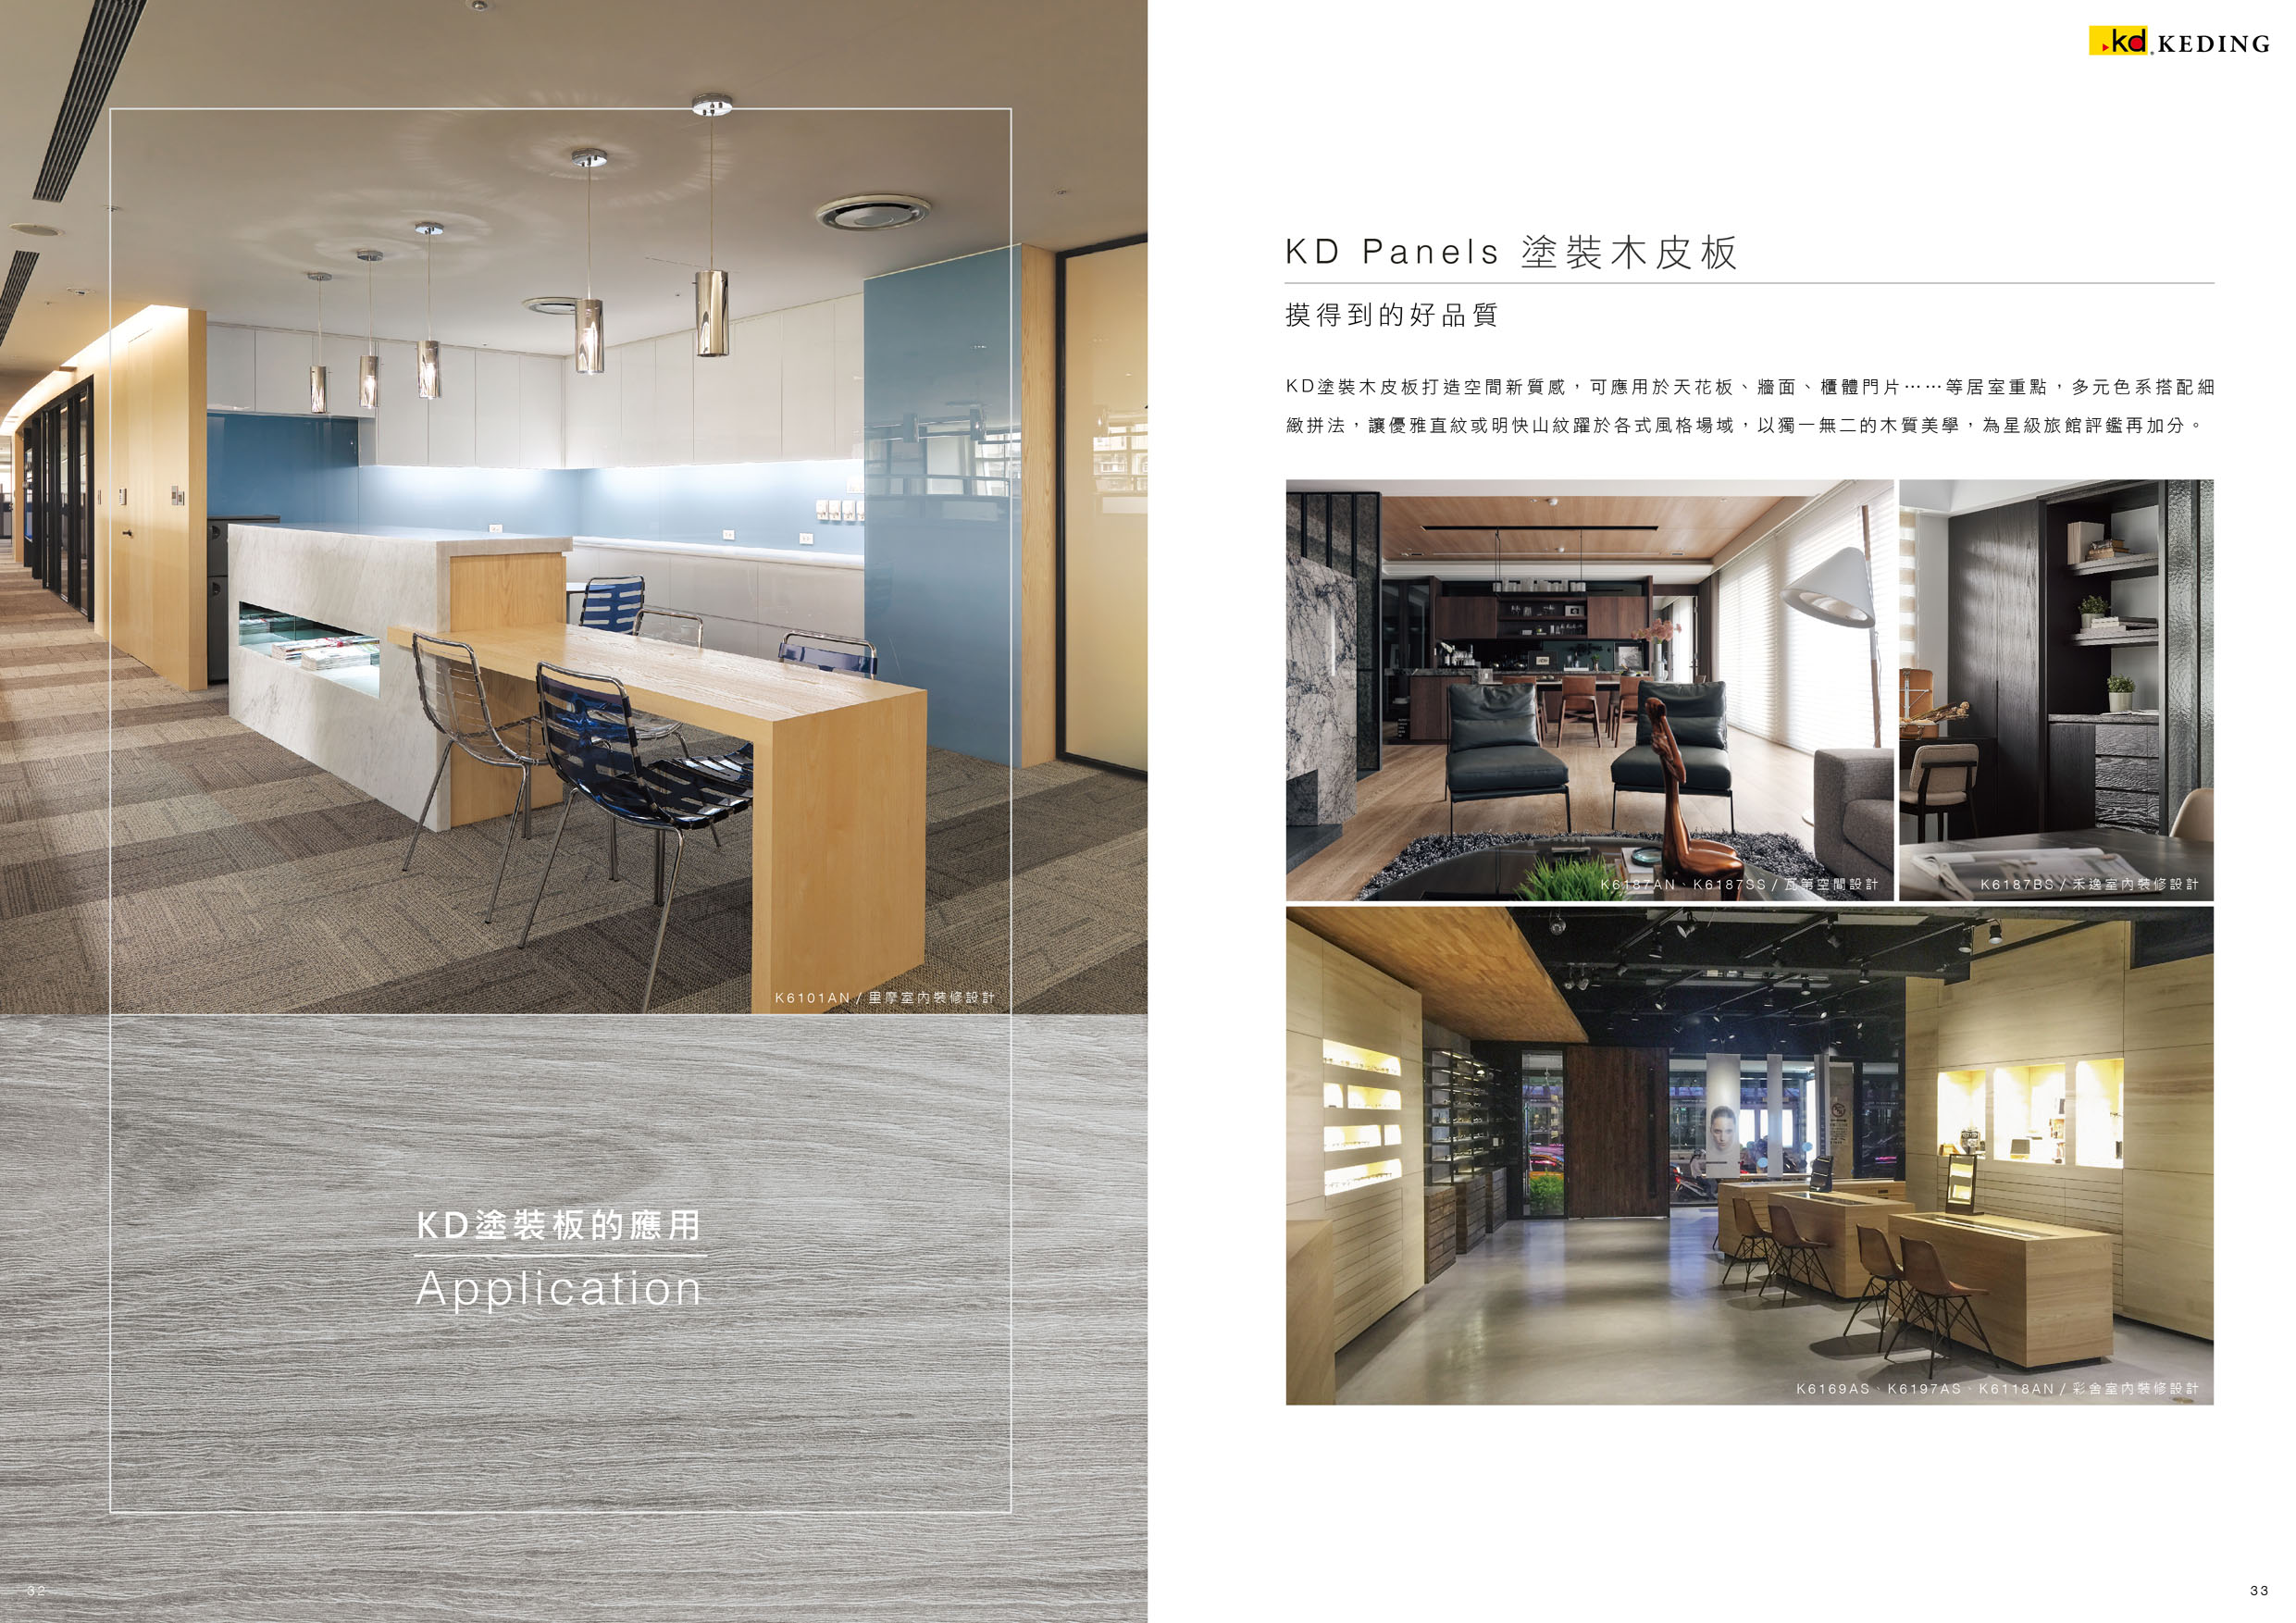 K6101AN / 里摩室內裝修設計
KD塗裝板的應用
Application
32
kd KEDING
KD Panels 塗裝木皮板
摸得到的好品質
KD塗裝木皮板打造空間新質感，可應用於天花板、牆面、櫃體門片……等居室重點，多元色系搭配細
緻拼法，讓優雅直紋或明快山紋躍於各式風格場域，以獨一無二的木質美學，為星級旅館評鑑再加分。
K6187AN、K6187SS / 瓦第空間設計
K6187BS / 禾逸室內裝修設計
K6169AS、K6197AS、K6118AN / 彩舍室內裝修設計
33